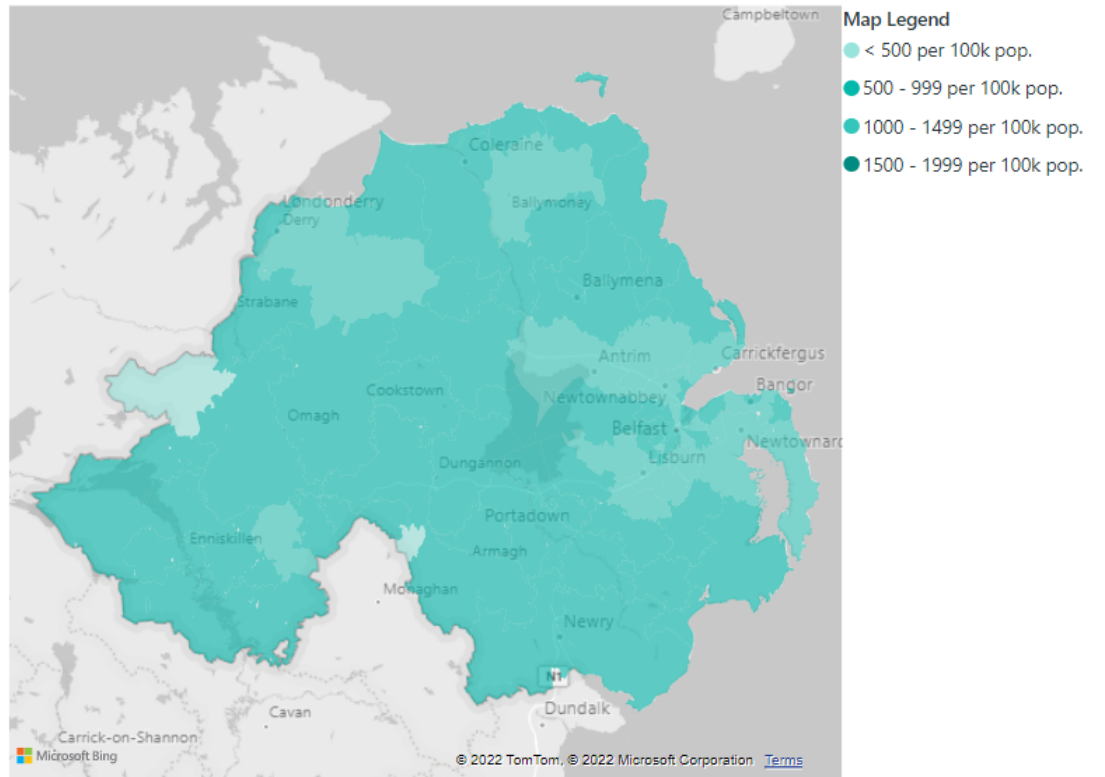 Campbeltown
Map Legend
< 500 per 100k pop.
500 - 999 per 100k pop.
1000 - 1499 per 100k pop.
1500 - 1999 per 100k pop.
Coleraine
Londonderry
Derry
Ballymoney
Ballymena
Strabane
Antrim
Carrickfergus
Cookstown
Newtownabbey
Bangor
Omagh
Belfast
Newtownard
Lisburn
Dungannon
Portadown
Enniskillen
Armagh
Monaghan
Newry
N1
Dundalk
Cavan
Carrick-on-Shannon
Microsoft Bing
© 2022 TomTom, © 2022 Microsoft Corporation Terms